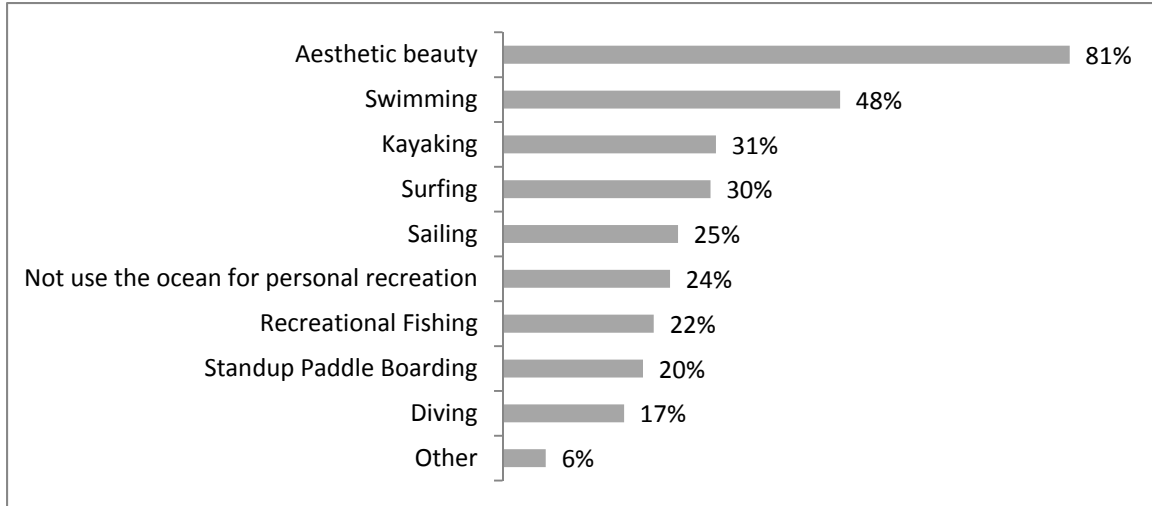 Aesthetic beauty 81%
Swimming 48%
Kayaking 31%
Surfing 30%
Sailing 25%
Not use the ocean for personal recreation 24%
Recreational Fishing 22%
Standup Paddle Boarding 20%
Diving 17%
Other 6%